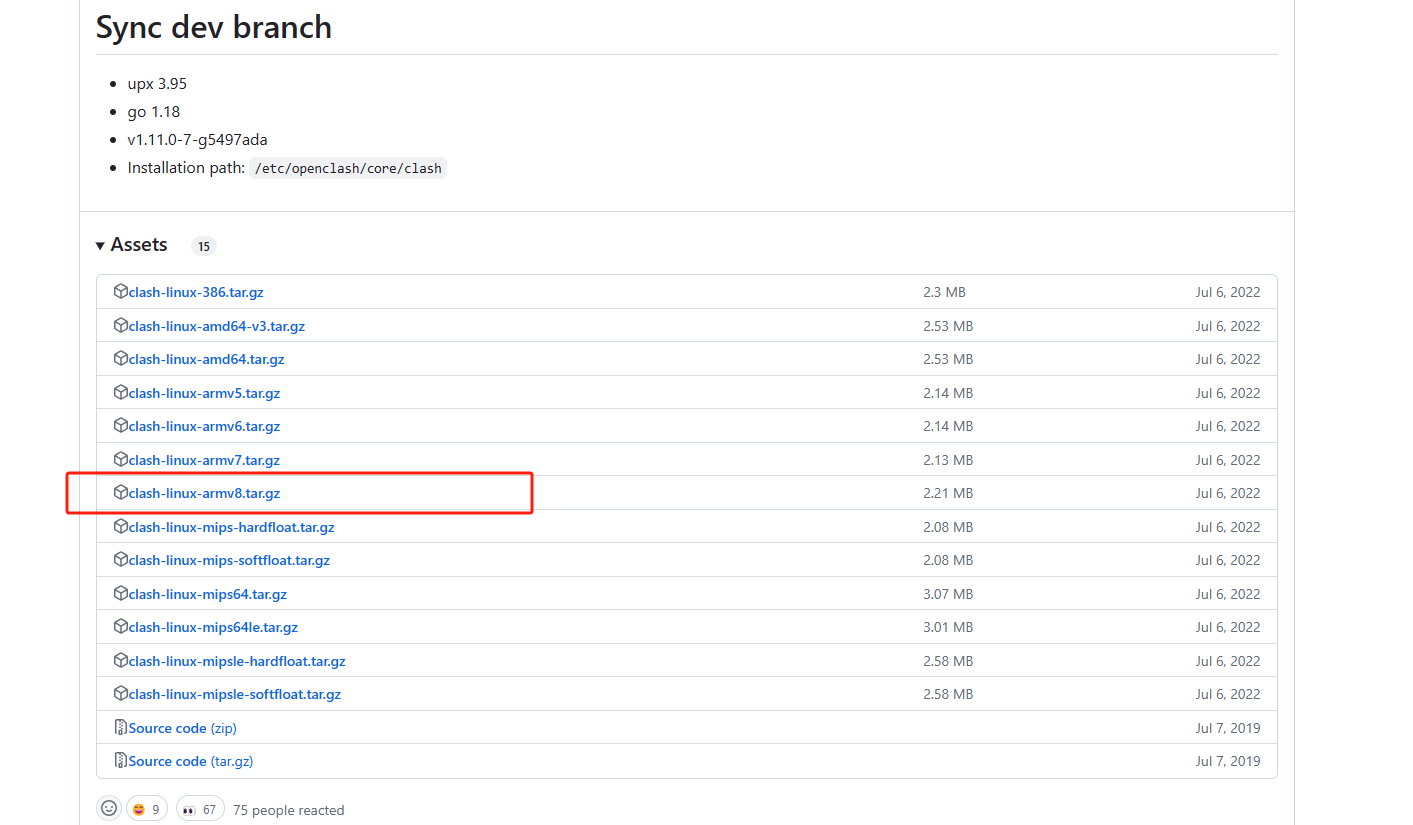 Sync dev branch
upx 3.95
go 1.18
v1.11.0-7-g5497ada
Installation path: /etc/openclash/core/clash
Assets 15
clash-linux-386.tar.gz 2.3 MB Jul 6, 2022
clash-linux-amd64-v3.tar.gz 2.53 MB Jul 6, 2022
clash-linux-amd64.tar.gz 2.53 MB Jul 6, 2022
clash-linux-armv5.tar.gz 2.14 MB Jul 6, 2022
clash-linux-armv6.tar.gz 2.14 MB Jul 6, 2022
clash-linux-armv7.tar.gz 2.13 MB Jul 6, 2022
clash-linux-armv8.tar.gz 2.21 MB Jul 6, 2022
clash-linux-mips-hardfloat.tar.gz 2.08 MB Jul 6, 2022
clash-linux-mips-softfloat.tar.gz 2.08 MB Jul 6, 2022
clash-linux-mips64.tar.gz 3.07 MB Jul 6, 2022
clash-linux-mips64le.tar.gz 3.01 MB Jul 6, 2022
clash-linux-mipsle-hardfloat.tar.gz 2.58 MB Jul 6, 2022
clash-linux-mipsle-softfloat.tar.gz 2.58 MB Jul 6, 2022
Source code (zip) Jul 7, 2019
Source code (tar.gz) Jul 7, 2019
9 67 75 people reacted